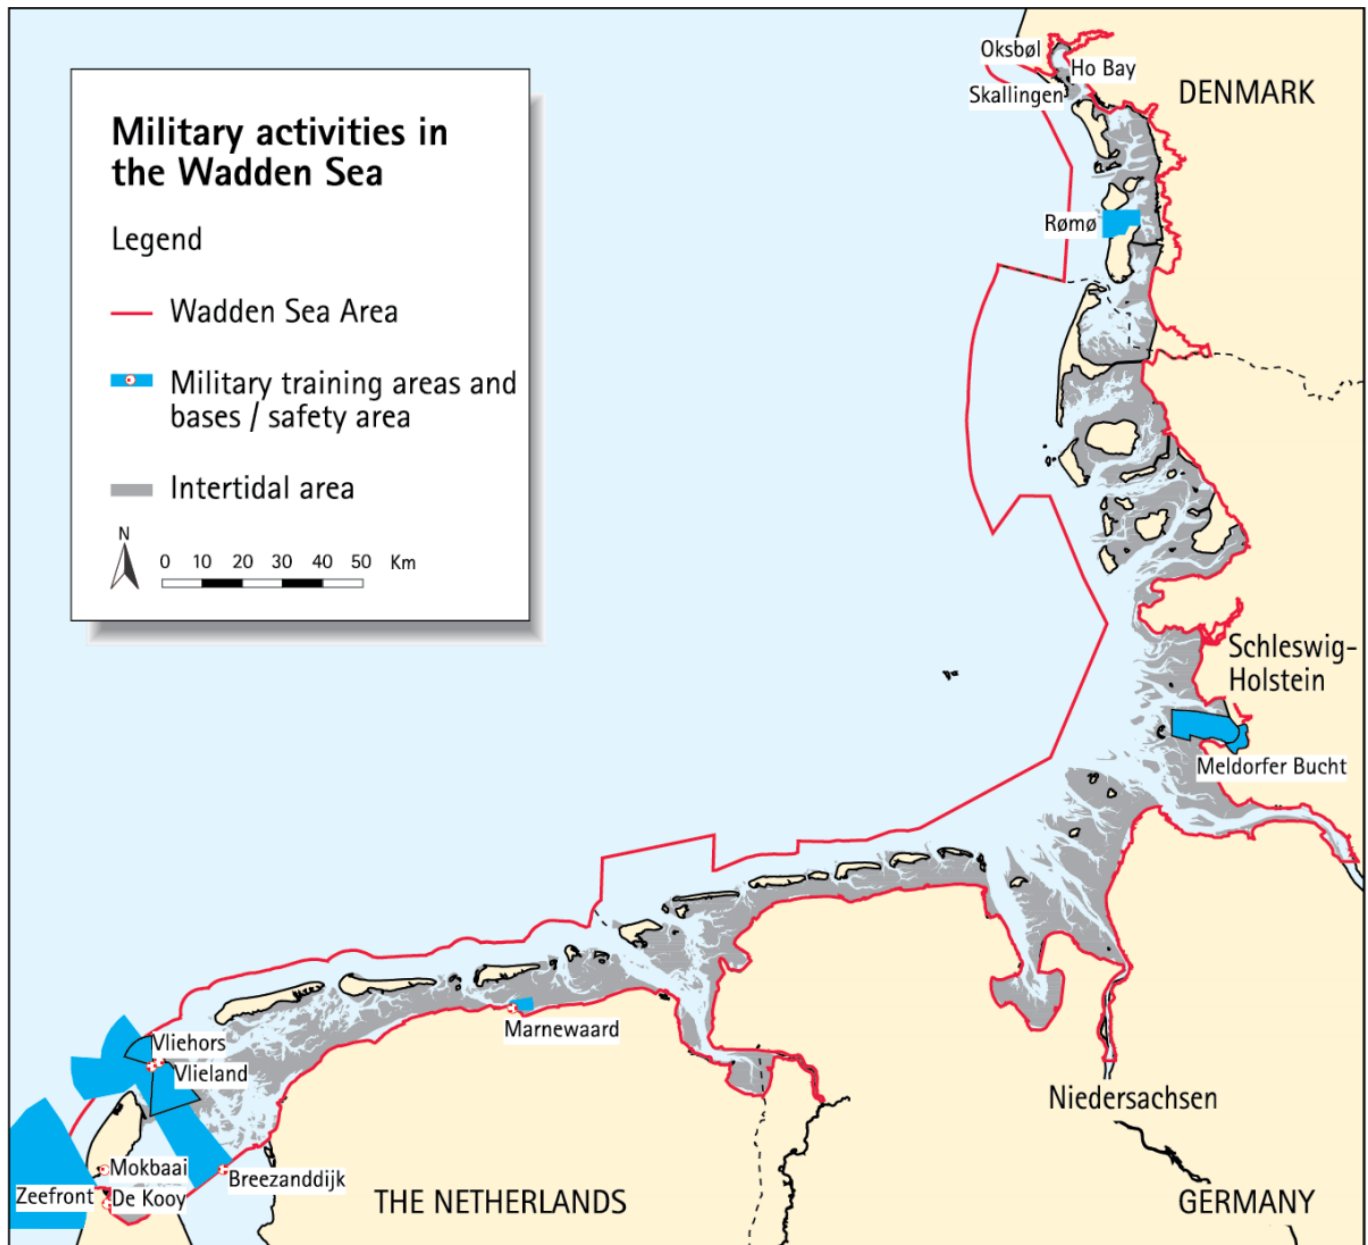 Military activities in
the Wadden Sea
Legend
Wadden Sea Area
Military training areas and
bases / safety area
Intertidal area
N
0 10 20 30 40 50 Km
Oksbøl
Ho Bay
Skallingen
DENMARK
Rømø
Schleswig-
Holstein
Meldorfer Bucht
Marnewaard
Vliehors
Vlieland
Niedersachsen
Mokbaai
Breezanddijk
Zeefront
De Kooy
THE NETHERLANDS
GERMANY